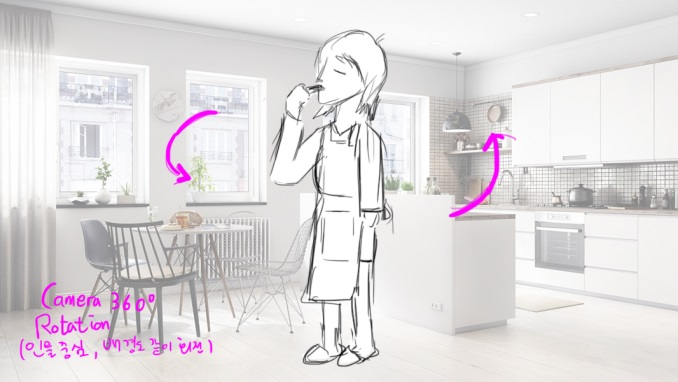 Camera 360°
Rotation
(인물 중심, 배경도 같이 회전)